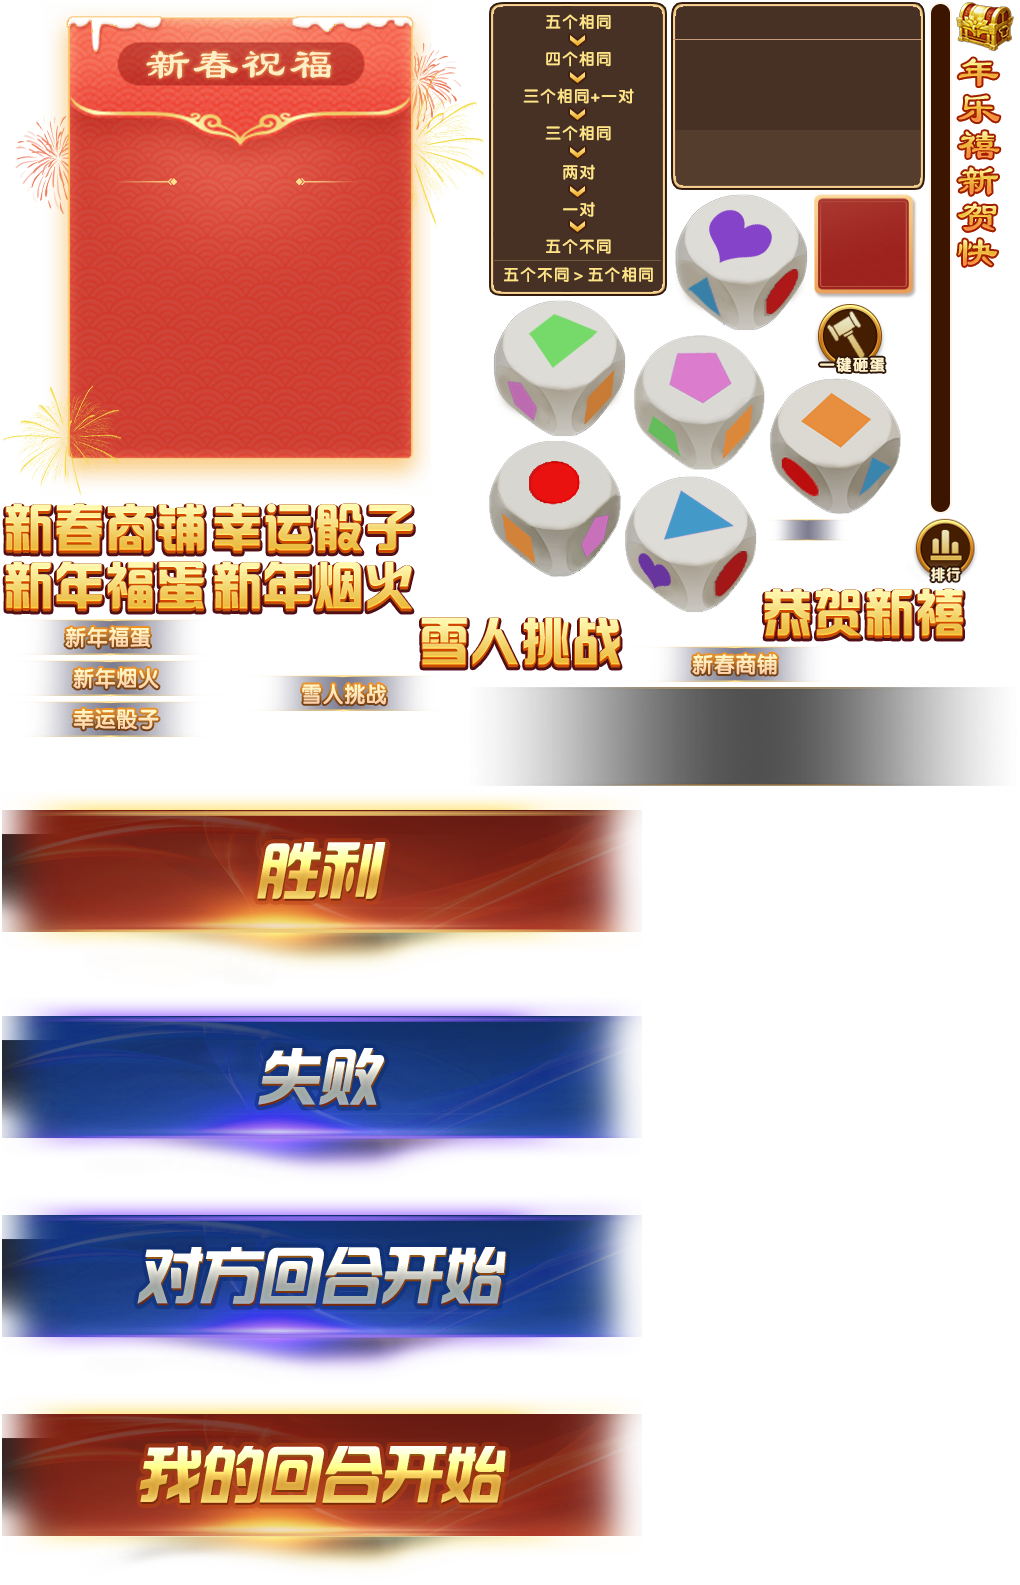 新春祝福
五个相同
四个相同
三个相同+一对
三个相同
两对
一对
五个不同
五个不同>五个相同
年
乐
禧
新
贺
快
一键砸蛋
排行
新春商铺
幸运骰子
新年福蛋
新年烟火
雪人挑战
恭贺新禧
新年福蛋
新年烟火
幸运骰子
雪人挑战
新春商铺
胜利
失败
对方回合开始
我的回合开始